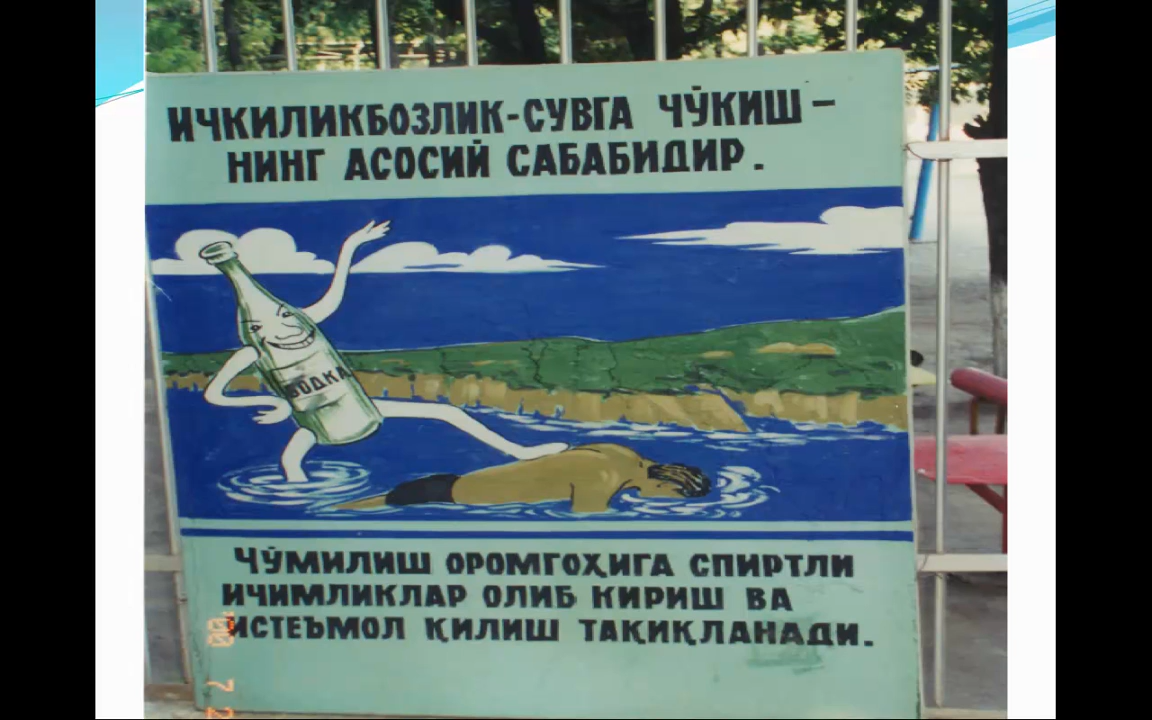 ИЧКИЛИКБОЗЛИК-СУВГА ЧЎКИШ–
НИНГ АСОСИЙ САБАБИДИР.
ВОДКА
ЧЎМИЛИШ ОРОМГОҲИГА СПИРТЛИ
ИЧИМЛИКЛАР ОЛИБ КИРИШ ВА
ИСТЕЪМОЛ ҚИЛИШ ТАҚИҚЛАНАДИ.